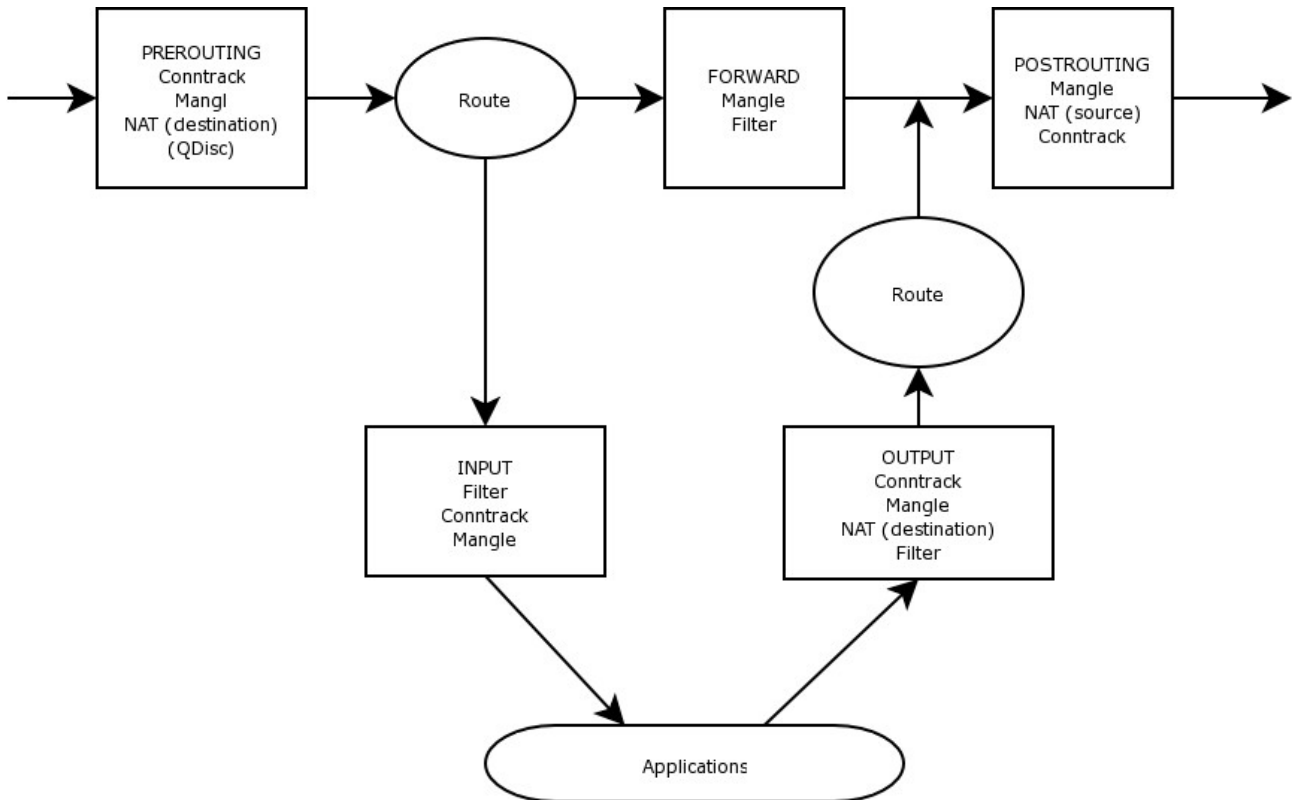 PREROUTING
Conntrack
Mangl
NAT (destination)
(QDisc)
Route
FORWARD
Mangle
Filter
POSTROUTING
Mangle
NAT (source)
Conntrack
Route
INPUT
Filter
Conntrack
Mangle
OUTPUT
Conntrack
Mangle
NAT (destination)
Filter
Applications